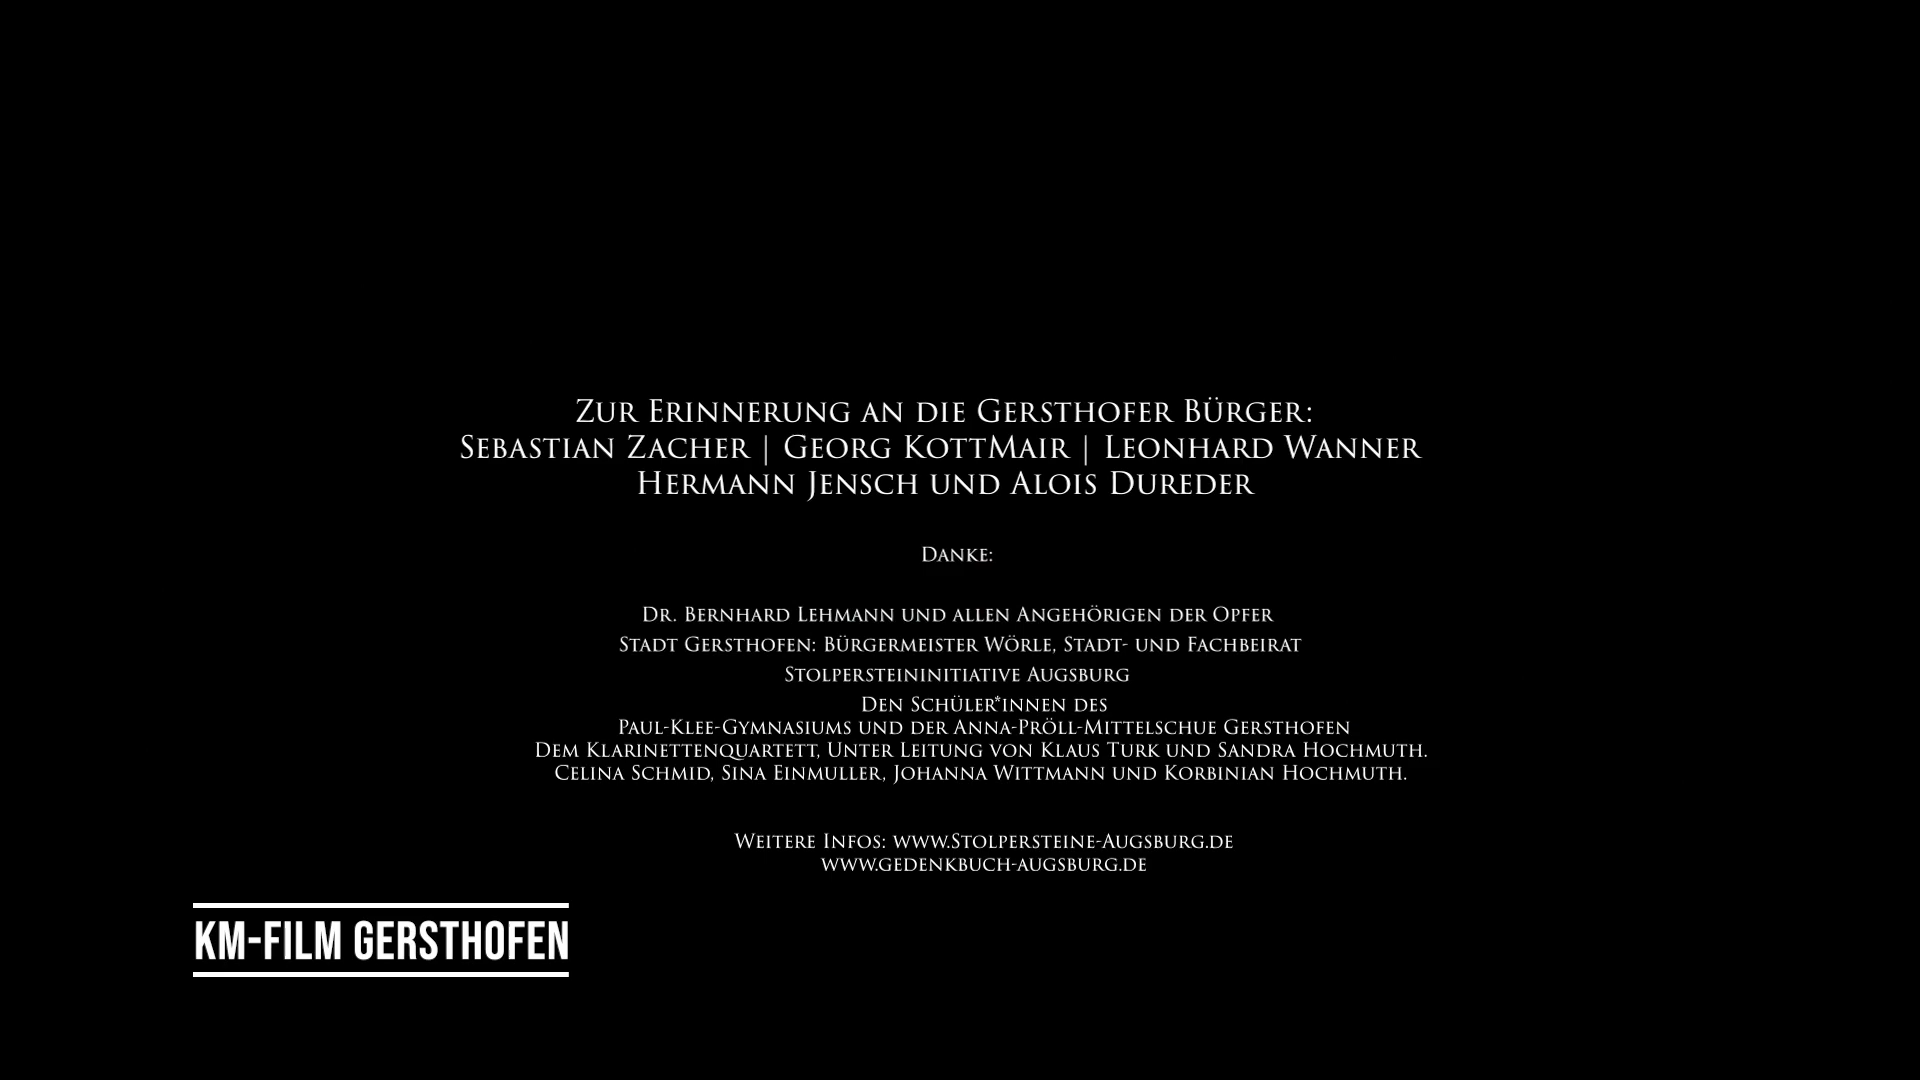 Zur Erinnerung an die Gersthofer Bürger:
Sebastian Zacher | Georg KottMair | Leonhard Wanner
Hermann Jensch und Alois Dureder
Danke:
Dr. Bernhard Lehmann und allen Angehörigen der Opfer
Stadt Gersthofen: Bürgermeister Wörle, Stadt- und Fachbeirat
Stolpersteininitiative Augsburg
Den Schüler*innen des
Paul-Klee-Gymnasiums und der Anna-Pröll-Mittelschue Gersthofen
Dem Klarinettenquartett, Unter Leitung von Klaus Turk und Sandra Hochmuth.
Celina Schmid, Sina Einmuller, Johanna Wittmann und Korbinian Hochmuth.
Weitere Infos: www.Stolpersteine-Augsburg.de
www.gedenkbuch-augsburg.de
KM-FILM GERSTHOFEN